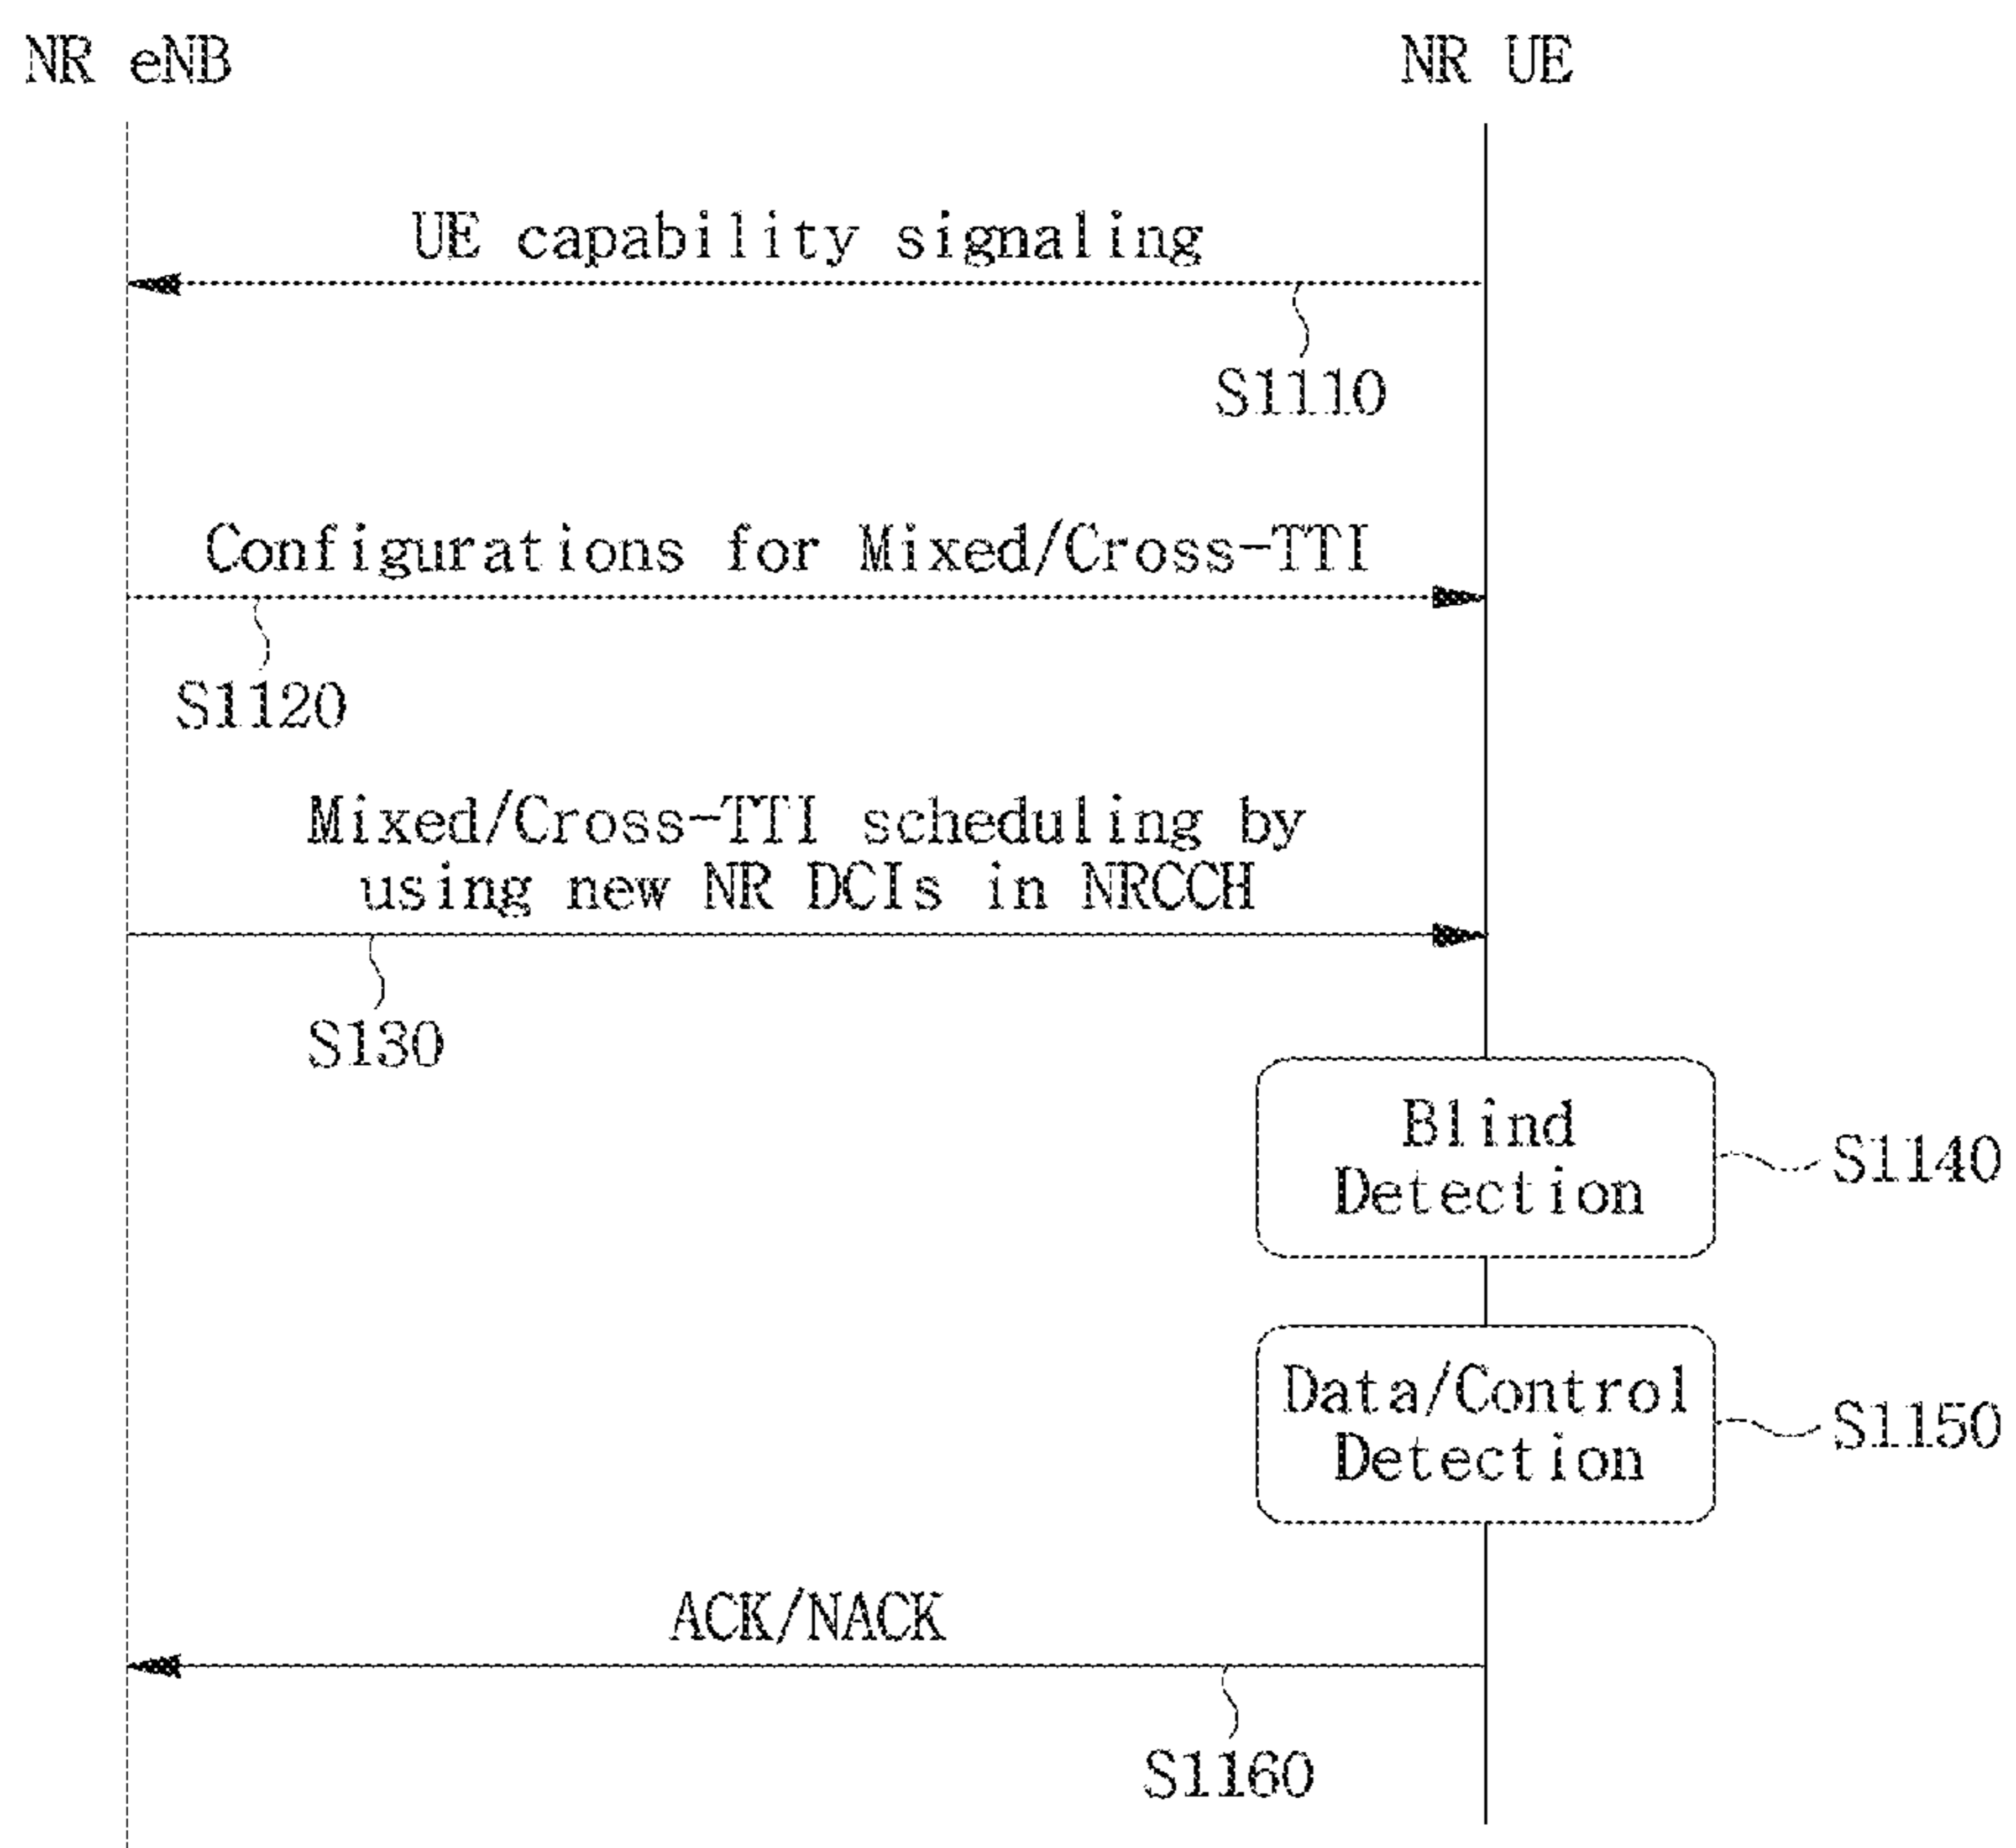 NR eNB
NR UE
UE capability signaling
S1110
Configurations for Mixed/Cross-TTI
S1120
Mixed/Cross-TTI scheduling by
using new NR DCIs in NRCCH
S130
Blind
Detection
S1140
Data/Control
Detection
S1150
ACK/NACK
S1160